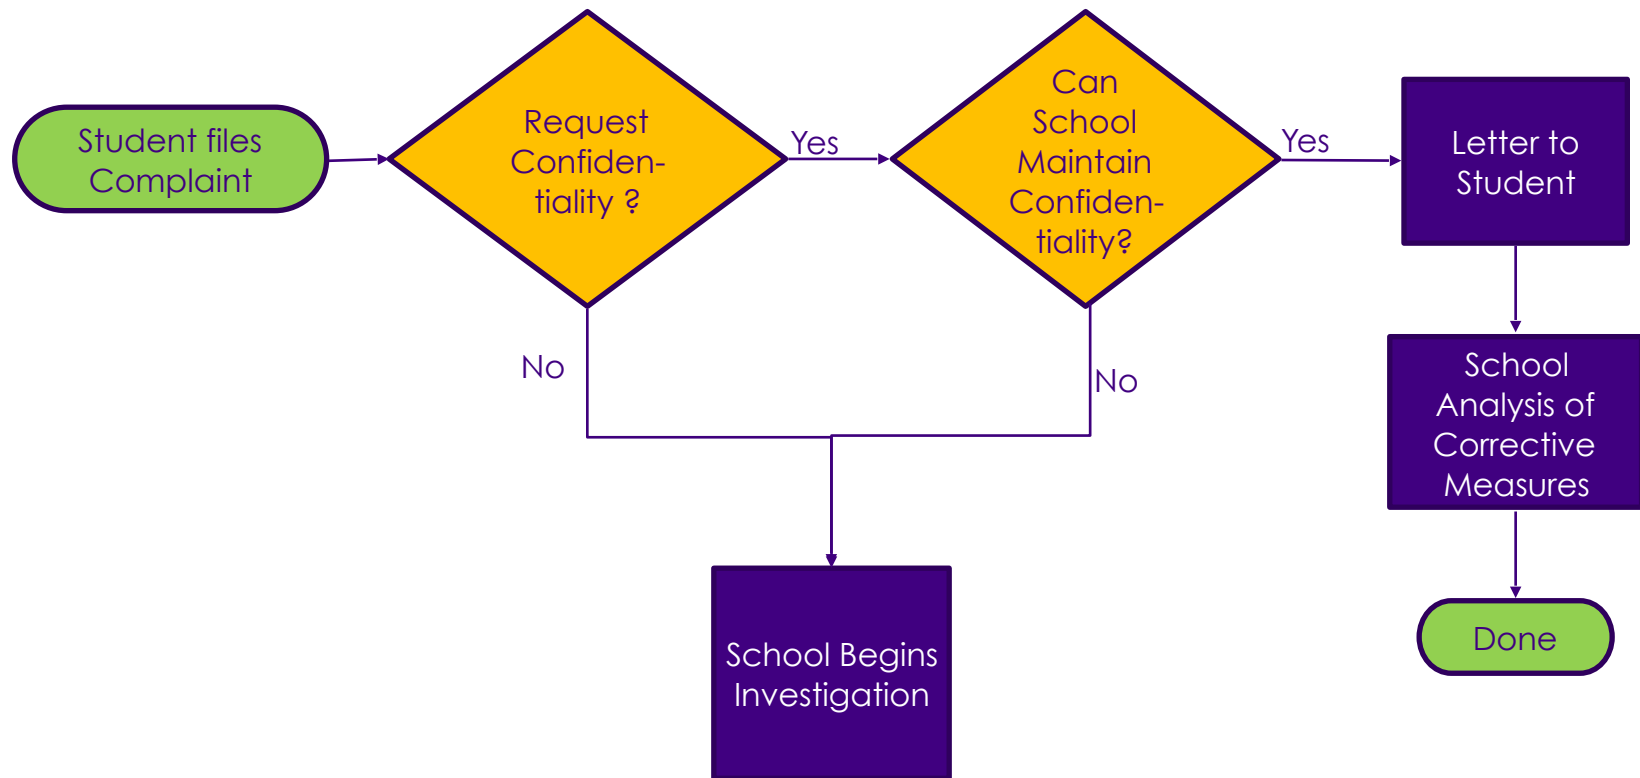 Student files
Complaint
Request
Confiden-
tiality ?
Yes
Can
School
Maintain
Confiden-
tiality?
Yes
Letter to
Student
No
No
School
Analysis of
Corrective
Measures
School Begins
Investigation
Done